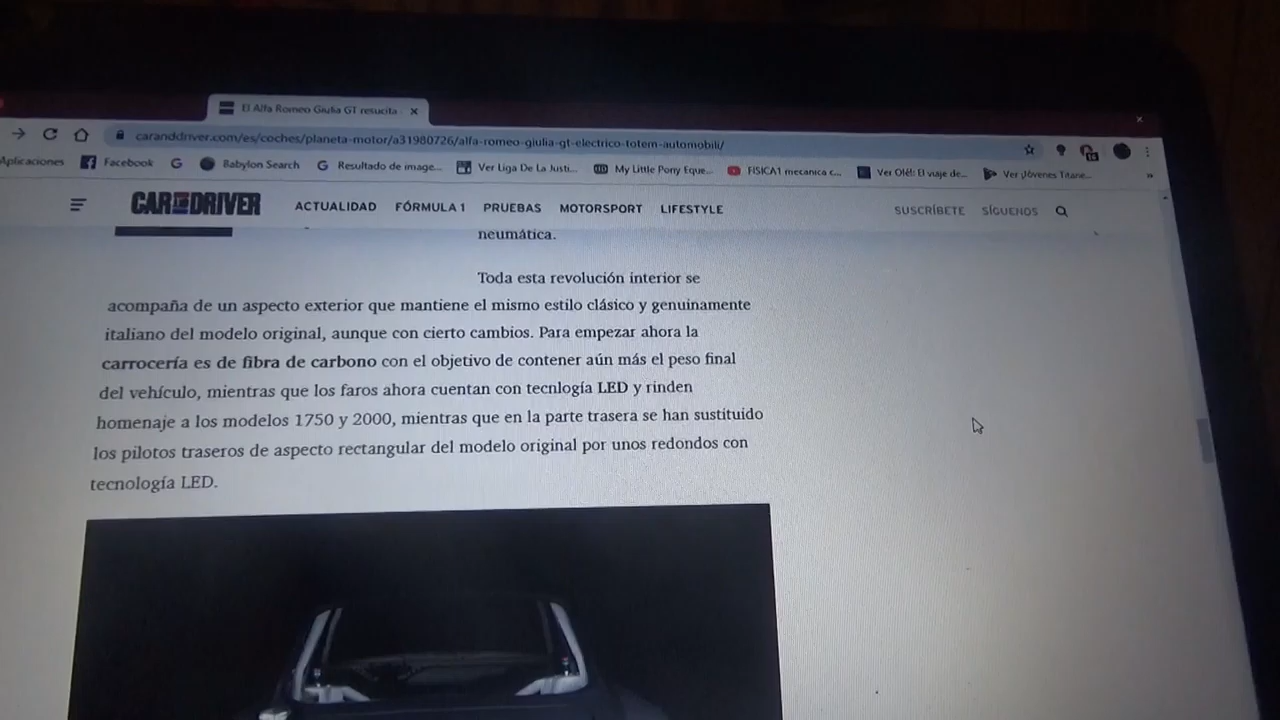 El Alfa Romeo Giulia GT resucita
caranddriver.com/es/coches/planeta-motor/a31980726/alfa-romeo-giulia-gt-electrico-totem-automobili/
Aplicaciones Facebook Babylon Search Resultado de image... Ver Liga De La Justi... My Little Pony Eque... FISICA1 mecanica c... Ver Olé!: El viaje de... Ver ¡Jóvenes Titane...
CAR AND DRIVER ACTUALIDAD FÓRMULA 1 PRUEBAS MOTORSPORT LIFESTYLE SUSCRÍBETE SÍGUENOS
neumática.
Toda esta revolución interior se
acompaña de un aspecto exterior que mantiene el mismo estilo clásico y genuinamente
italiano del modelo original, aunque con cierto cambios. Para empezar ahora la
carrocería es de fibra de carbono con el objetivo de contener aún más el peso final
del vehículo, mientras que los faros ahora cuentan con tecnlogía LED y rinden
homenaje a los modelos 1750 y 2000, mientras que en la parte trasera se han sustituido
los pilotos traseros de aspecto rectangular del modelo original por unos redondos con
tecnología LED.